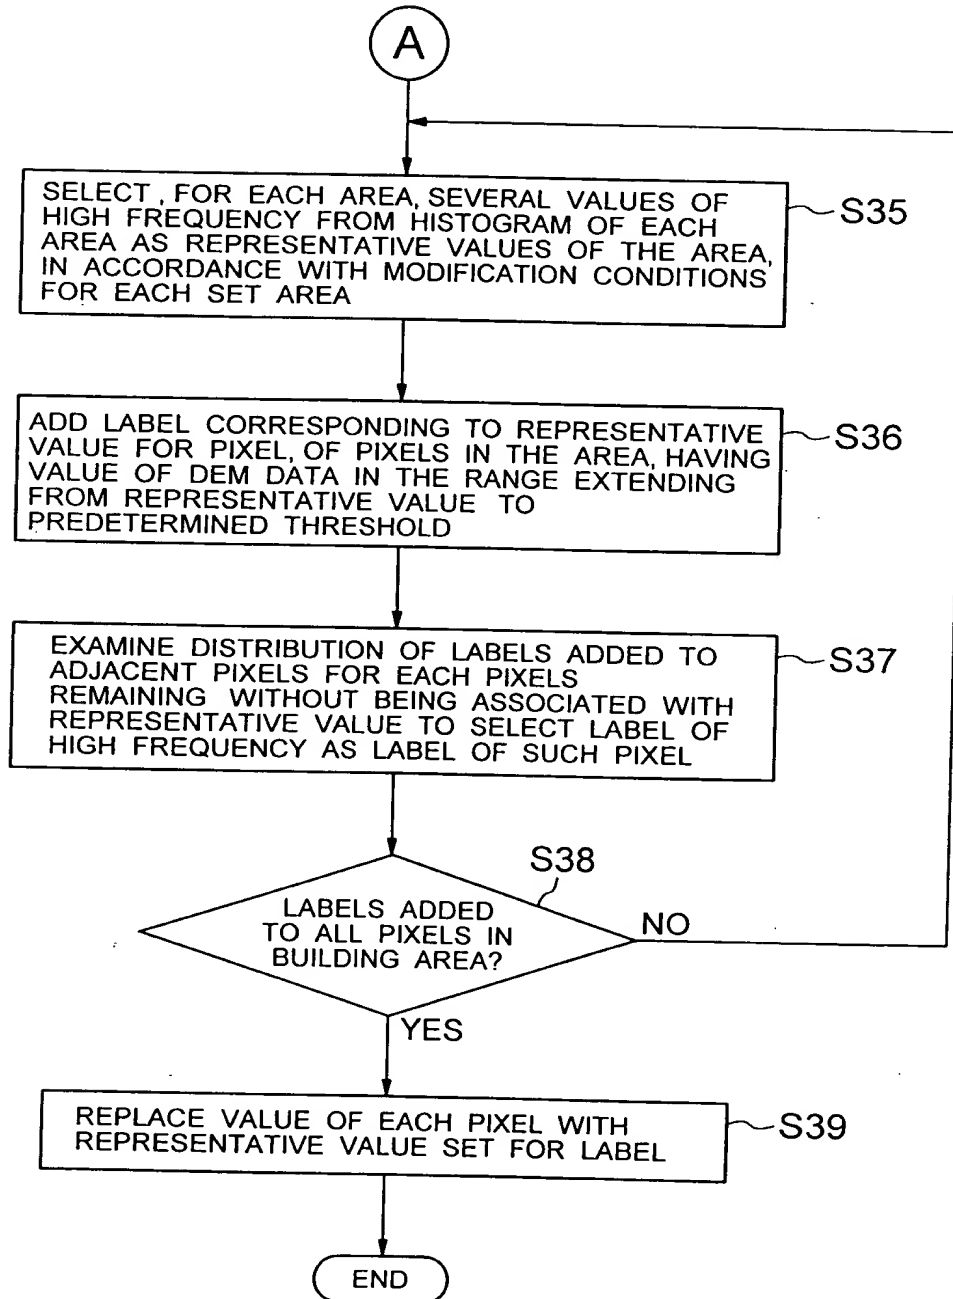 A
SELECT, FOR EACH AREA, SEVERAL VALUES OF
HIGH FREQUENCY FROM HISTOGRAM OF EACH
AREA AS REPRESENTATIVE VALUES OF THE AREA,
IN ACCORDANCE WITH MODIFICATION CONDITIONS
FOR EACH SET AREA
S35
ADD LABEL CORRESPONDING TO REPRESENTATIVE
VALUE FOR PIXEL, OF PIXELS IN THE AREA, HAVING
VALUE OF DEM DATA IN THE RANGE EXTENDING
FROM REPRESENTATIVE VALUE TO
PREDETERMINED THRESHOLD
S36
EXAMINE DISTRIBUTION OF LABELS ADDED TO
ADJACENT PIXELS FOR EACH PIXELS
REMAINING WITHOUT BEING ASSOCIATED WITH
REPRESENTATIVE VALUE TO SELECT LABEL OF
HIGH FREQUENCY AS LABEL OF SUCH PIXEL
S37
S38
LABELS ADDED
TO ALL PIXELS IN
BUILDING AREA?
NO
YES
REPLACE VALUE OF EACH PIXEL WITH
REPRESENTATIVE VALUE SET FOR LABEL
S39
END